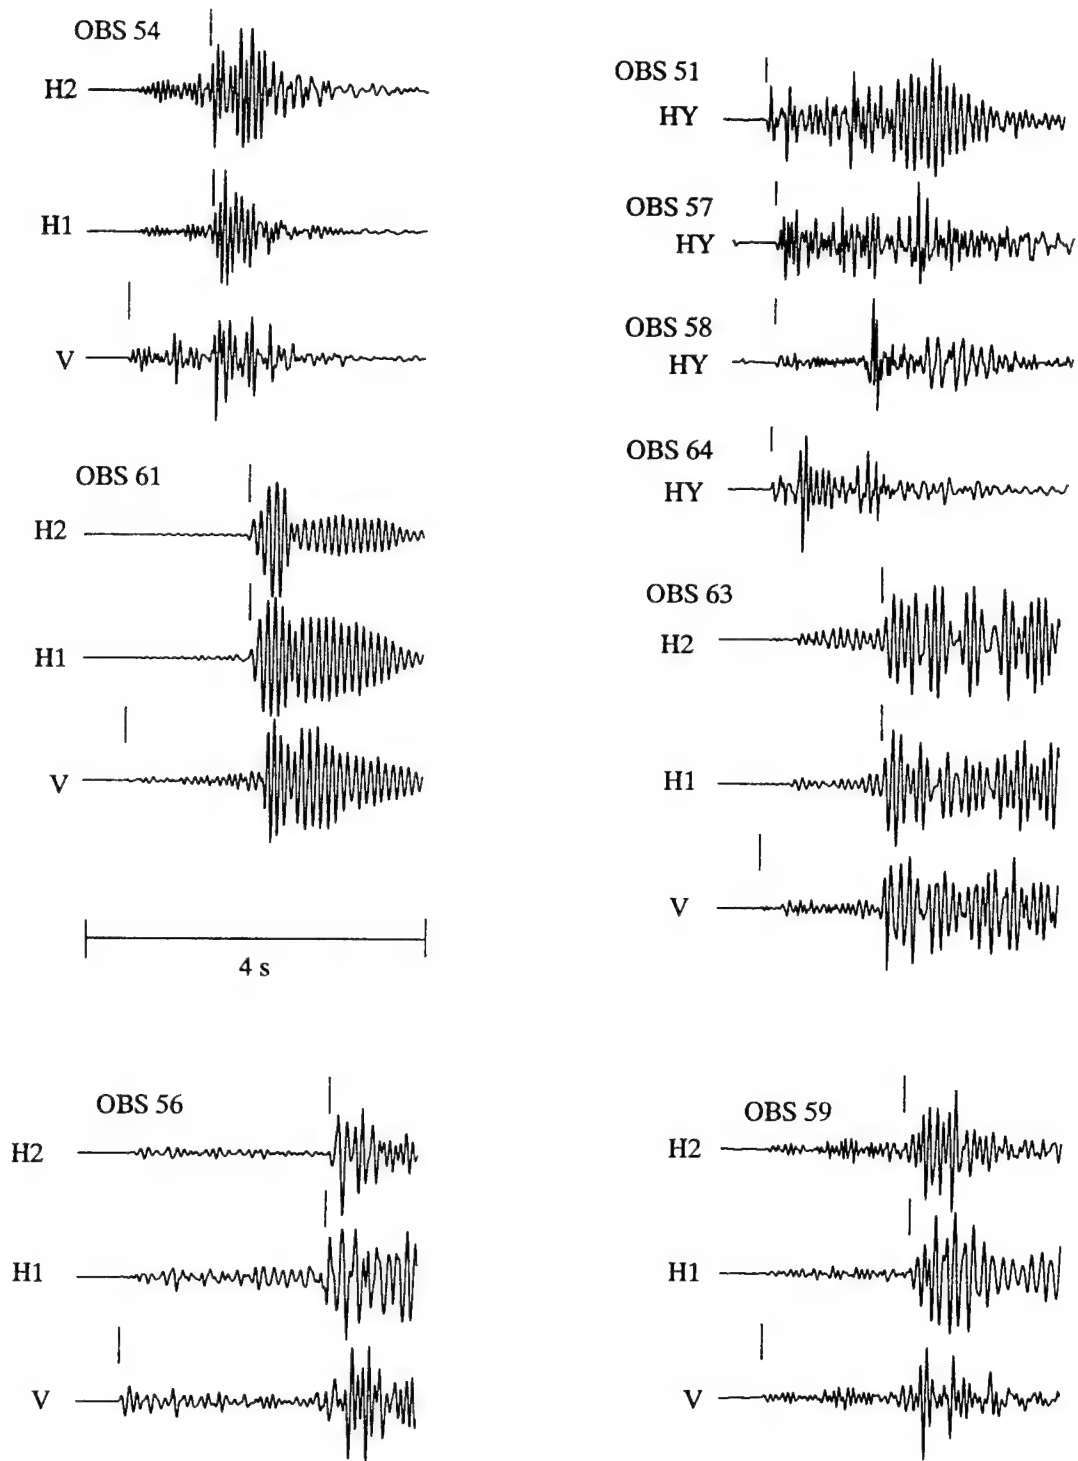 OBS 54
H2
H1
V
OBS 61
H2
H1
V
4 s
OBS 51
HY
OBS 57
HY
OBS 58
HY
OBS 64
HY
OBS 63
H2
H1
V
OBS 56
H2
H1
V
OBS 59
H2
H1
V